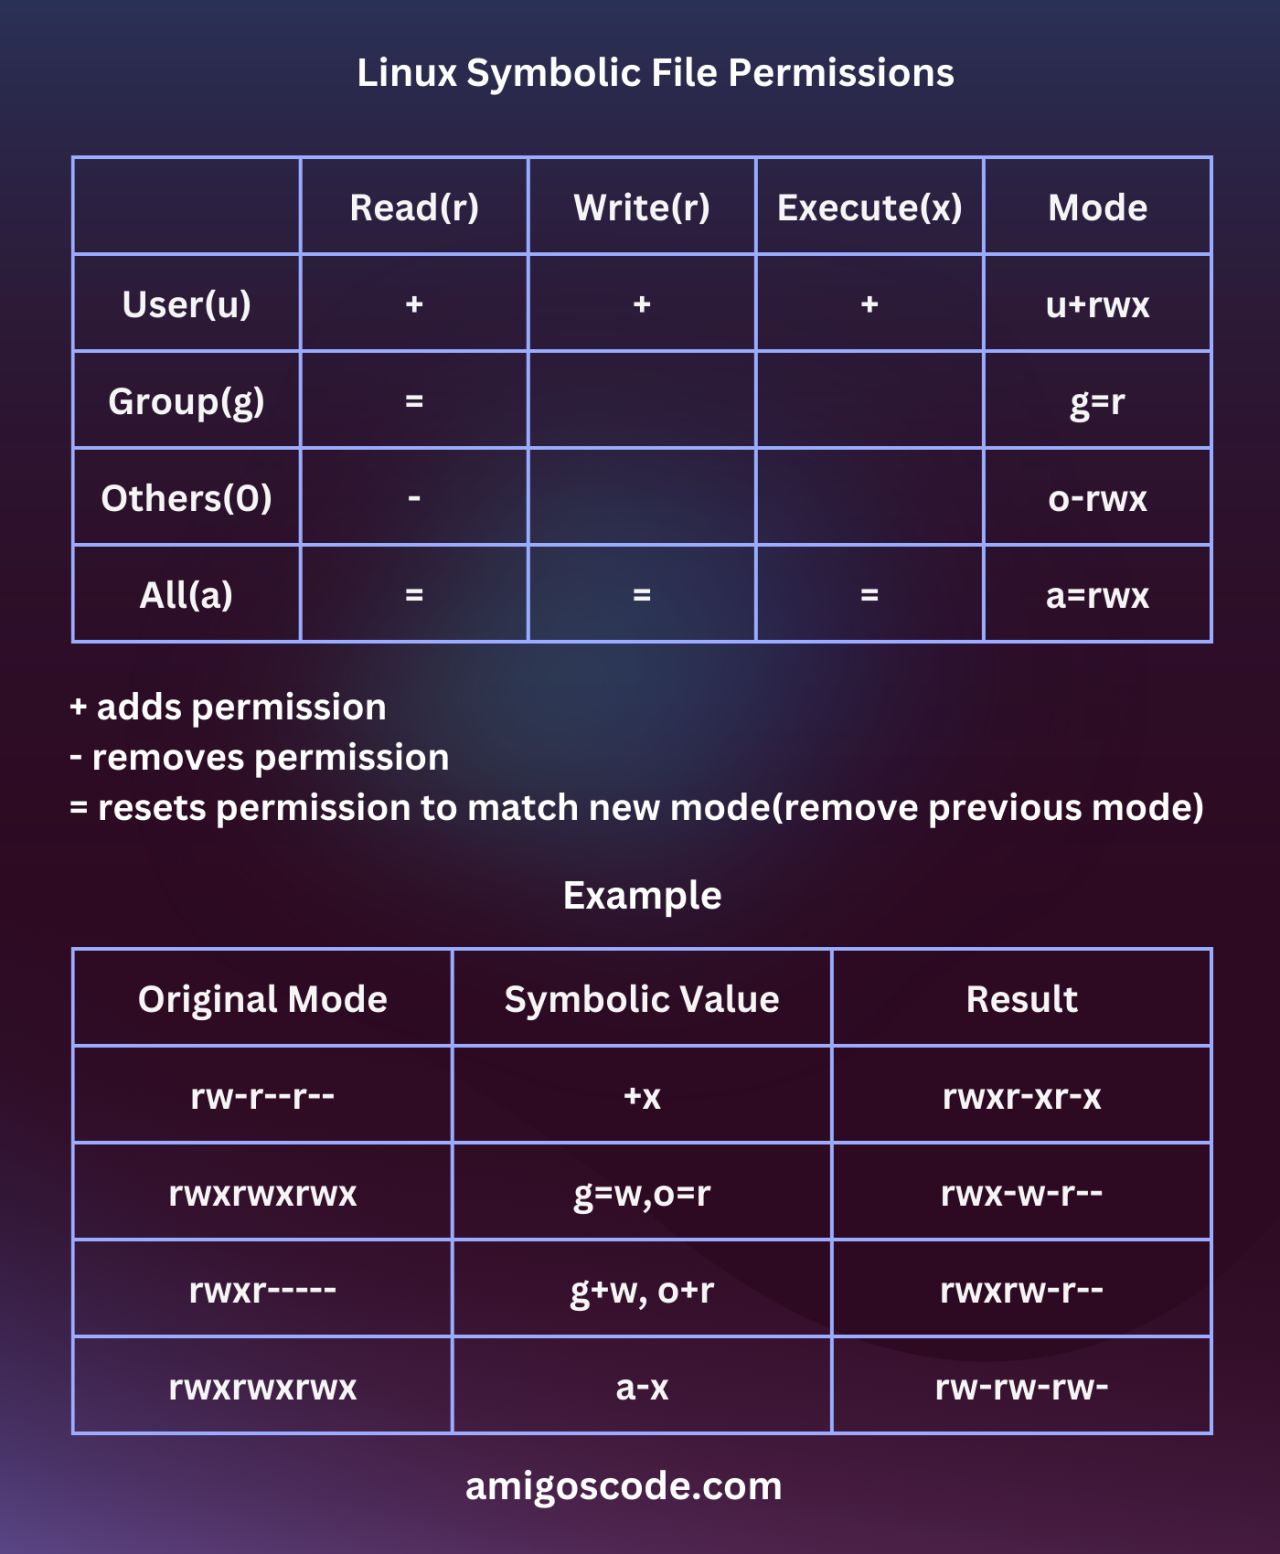 Linux Symbolic File Permissions
Read(r) Write(r) Execute(x) Mode
User(u) + + + u+rwx
Group(g) = g=r
Others(0) - o-rwx
All(a) = = = a=rwx
+ adds permission
- removes permission
= resets permission to match new mode(remove previous mode)
Example
Original Mode Symbolic Value Result
rw-r--r-- +x rwxr-xr-x
rwxrwxrwx g=w,o=r rwx-w-r--
rwxr----- g+w, o+r rwxrw-r--
rwxrwxrwx a-x rw-rw-rw-
amigoscode.com